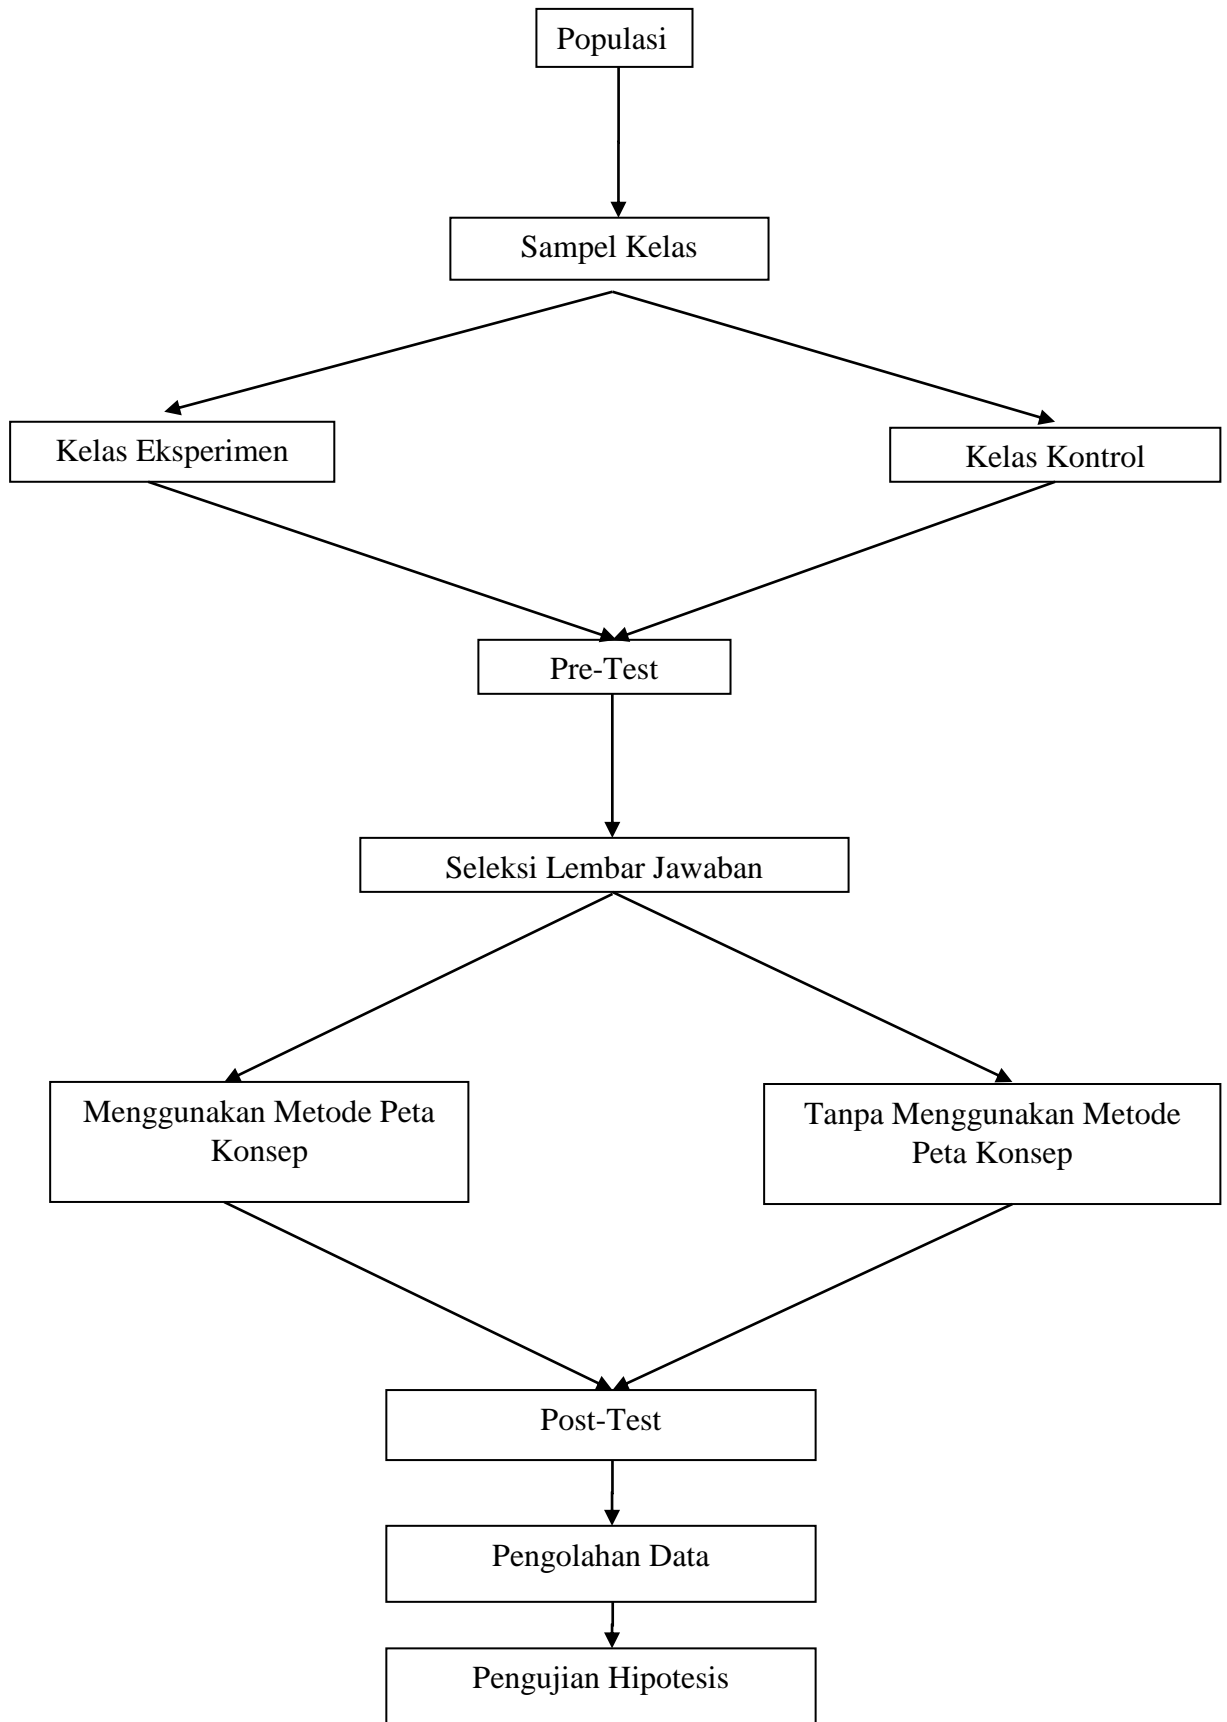 Populasi
Sampel Kelas
Kelas Eksperimen
Kelas Kontrol
Pre-Test
Seleksi Lembar Jawaban
Menggunakan Metode Peta
Konsep
Tanpa Menggunakan Metode
Peta Konsep
Post-Test
Pengolahan Data
Pengujian Hipotesis